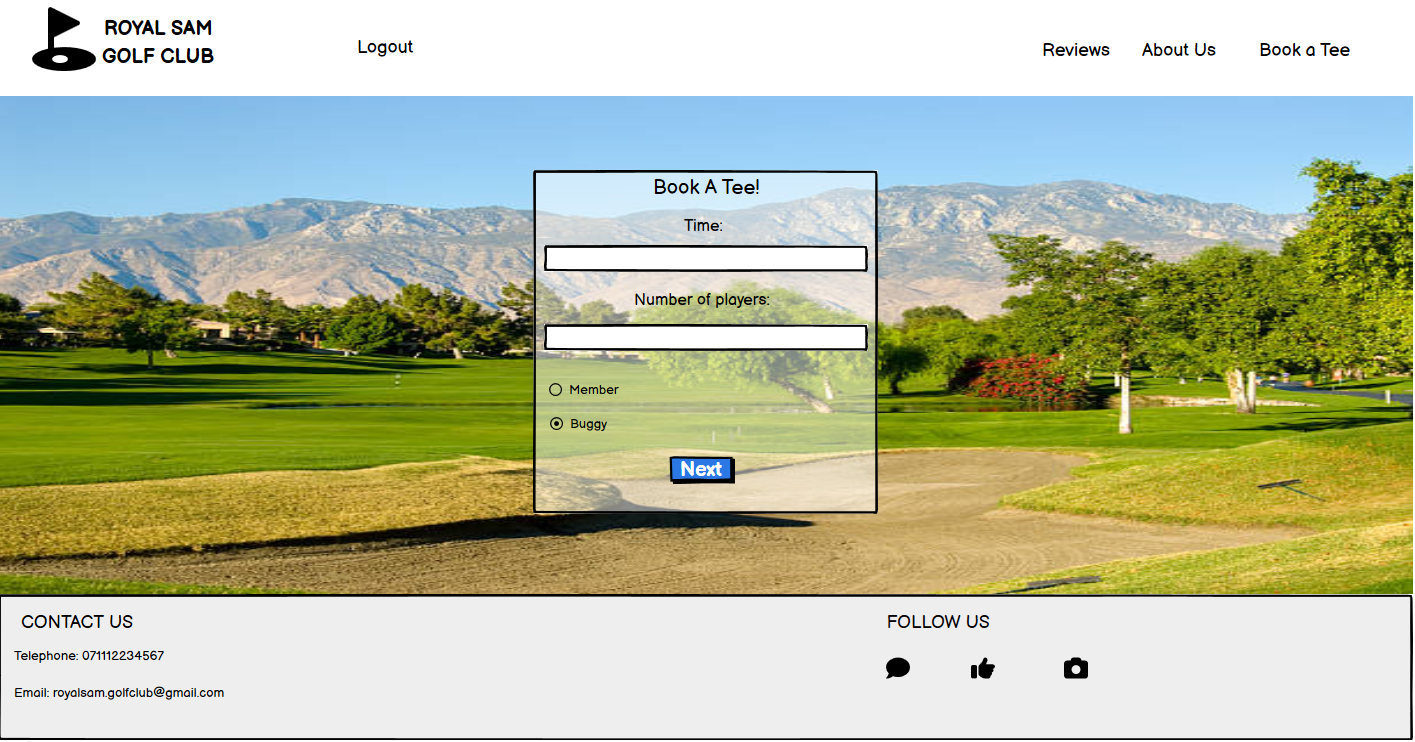 ROYAL SAM
GOLF CLUB
Logout
Reviews
About Us
Book a Tee
Book A Tee!
Time:
Number of players:
Member
Buggy
Next
CONTACT US
FOLLOW US
Telephone: 071112234567
Email: royalsam.golfclub@gmail.com